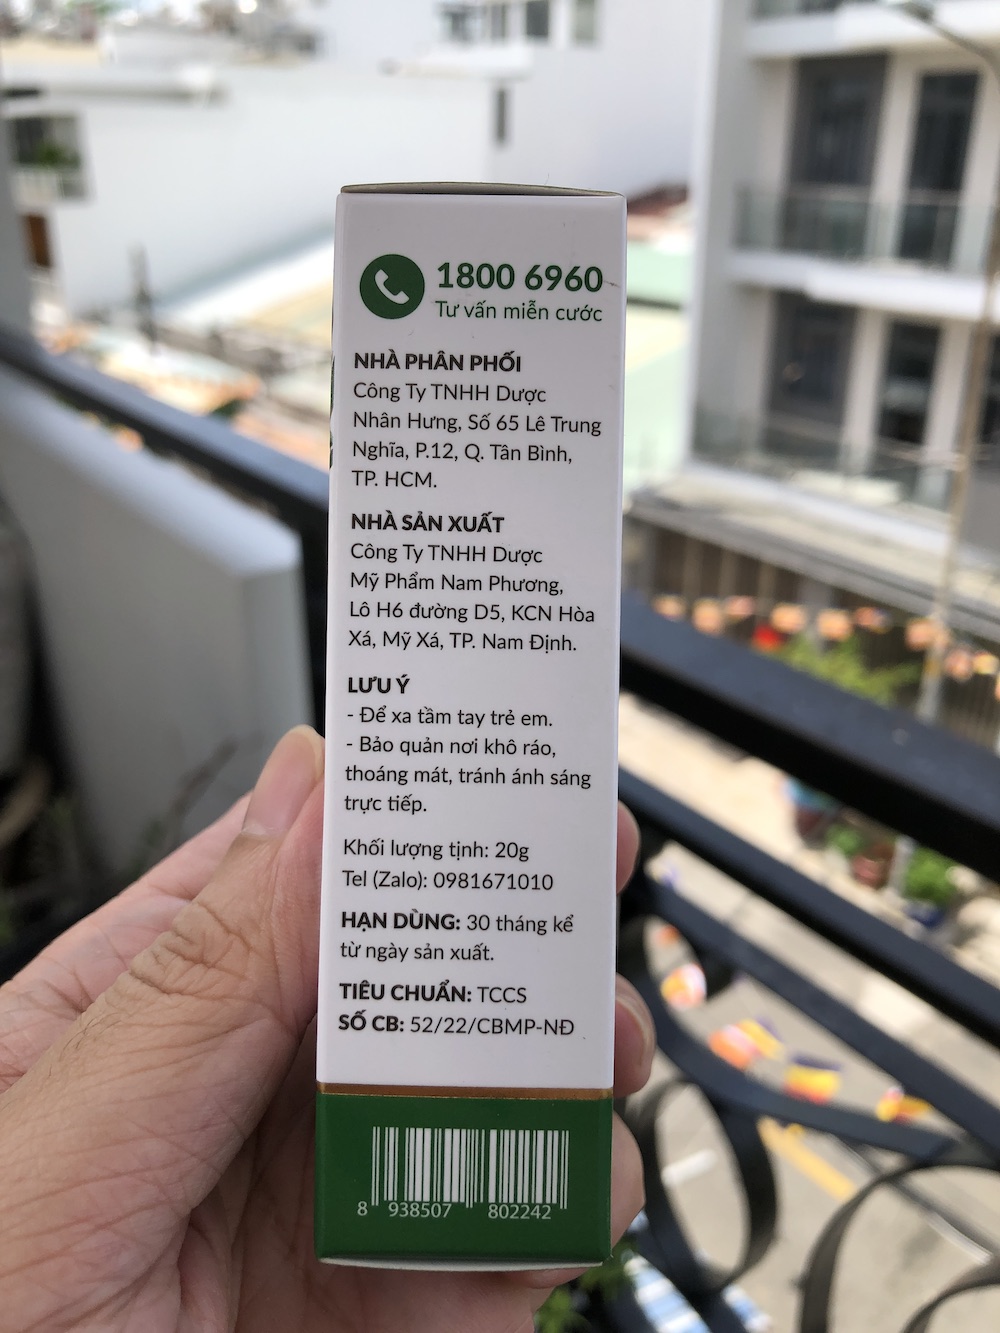 1800 6960
Tư vấn miễn cước
NHÀ PHÂN PHỐI
Công Ty TNHH Dược
Nhân Hưng, Số 65 Lê Trung
Nghĩa, P.12, Q. Tân Bình,
TP. HCM.
NHÀ SẢN XUẤT
Công Ty TNHH Dược
Mỹ Phẩm Nam Phương,
Lô H6 đường D5, KCN Hòa
Xá, Mỹ Xá, TP. Nam Định.
LƯU Ý
- Để xa tầm tay trẻ em.
- Bảo quản nơi khô ráo,
thoáng mát, tránh ánh sáng
trực tiếp.
Khối lượng tịnh: 20g
Tel (Zalo): 0981671010
HẠN DÙNG: 30 tháng kể
từ ngày sản xuất.
TIÊU CHUẨN: TCCS
SỐ CB: 52/22/CBMP-NĐ
8 938507 802242